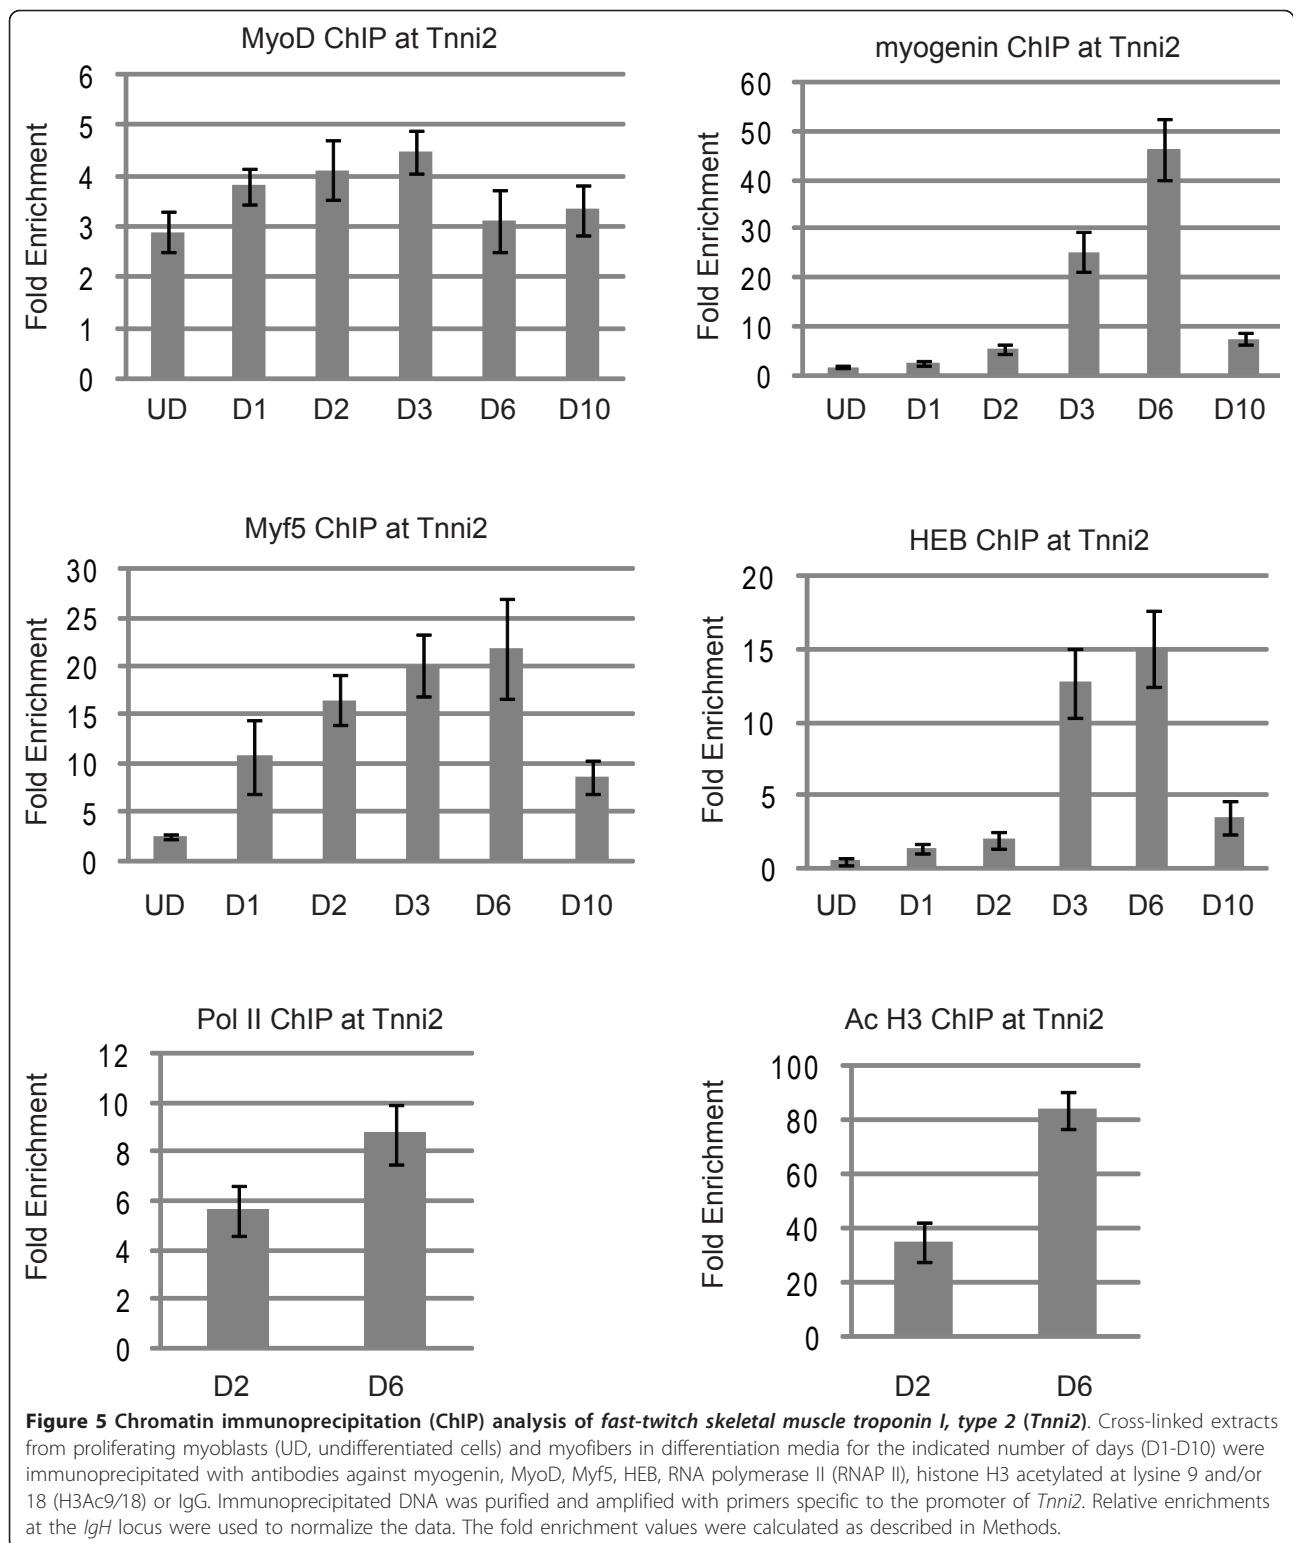 MyoD ChIP at Tnni2
Fold Enrichment
6
5
4
3
2
1
0
UD D1 D2 D3 D6 D10
myogenin ChIP at Tnni2
Fold Enrichment
60
50
40
30
20
10
0
UD D1 D2 D3 D6 D10
Myf5 ChIP at Tnni2
Fold Enrichment
30
25
20
15
10
5
0
UD D1 D2 D3 D6 D10
HEB ChIP at Tnni2
Fold Enrichment
20
15
10
5
0
UD D1 D2 D3 D6 D10
Pol II ChIP at Tnni2
Fold Enrichment
12
10
8
6
4
2
0
D2 D6
Ac H3 ChIP at Tnni2
Fold Enrichment
100
80
60
40
20
0
D2 D6
Figure 5 Chromatin immunoprecipitation (ChIP) analysis of fast-twitch skeletal muscle troponin I, type 2 (Tnni2). Cross-linked extracts
from proliferating myoblasts (UD, undifferentiated cells) and myofibers in differentiation media for the indicated number of days (D1-D10) were
immunoprecipitated with antibodies against myogenin, MyoD, Myf5, HEB, RNA polymerase II (RNAP II), histone H3 acetylated at lysine 9 and/or
18 (H3Ac9/18) or IgG. Immunoprecipitated DNA was purified and amplified with primers specific to the promoter of Tnni2. Relative enrichments
at the IgH locus were used to normalize the data. The fold enrichment values were calculated as described in Methods.